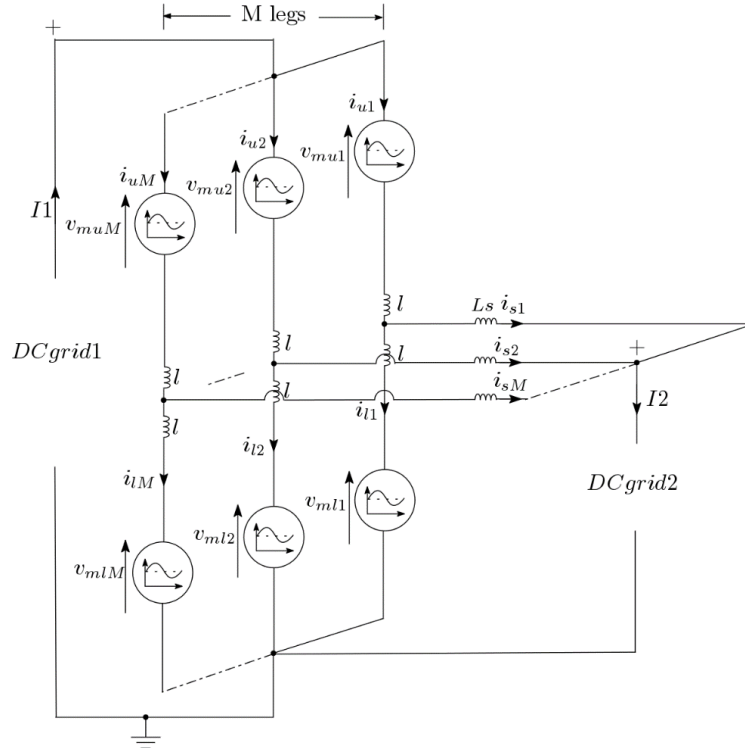 M legs
+
i_{u1}
i_{u2}
v_{mu1}
i_{uM}
v_{mu2}
I1
v_{muM}
l
Ls i_{s1}
DCgrid1
l
l
i_{s2}
+
l
l
i_{sM}
l
i_{l1}
I2
i_{l2}
i_{lM}
DCgrid2
v_{ml1}
v_{ml2}
v_{mlM}